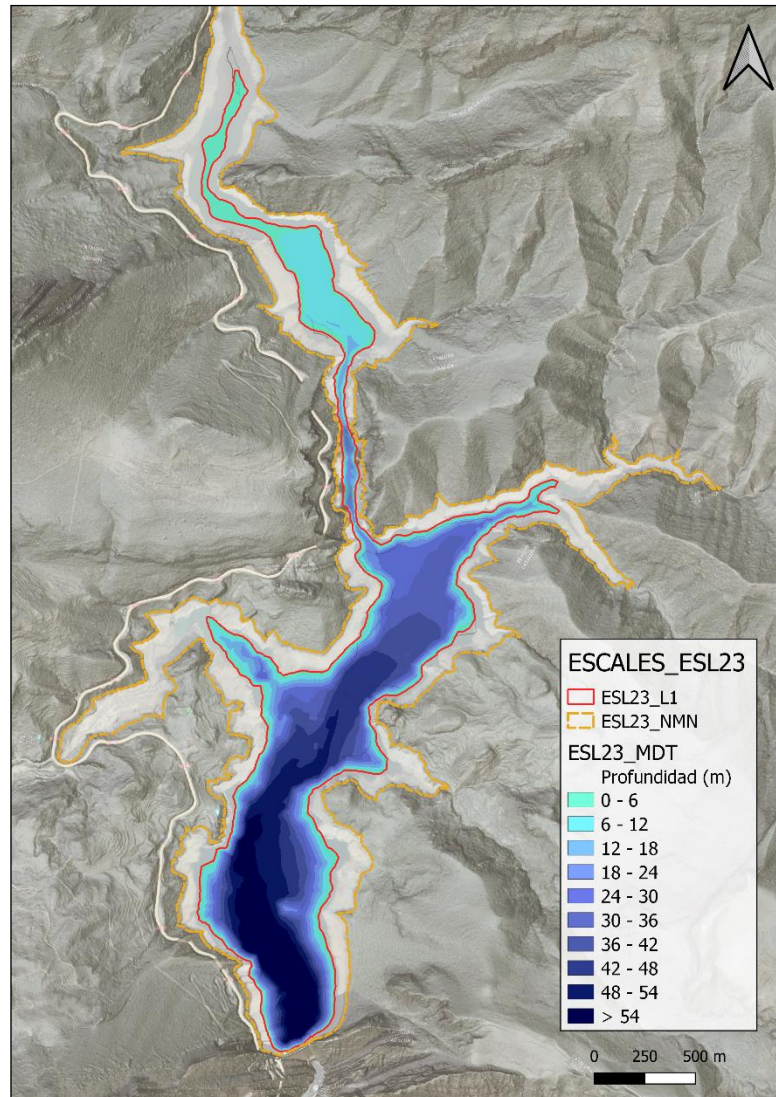 ESCALES_ESL23
ESL23_L1
ESL23_NMN
ESL23_MDT
Profundidad (m)
0 - 6
6 - 12
12 - 18
18 - 24
24 - 30
30 - 36
36 - 42
42 - 48
48 - 54
> 54
0 250 500 m